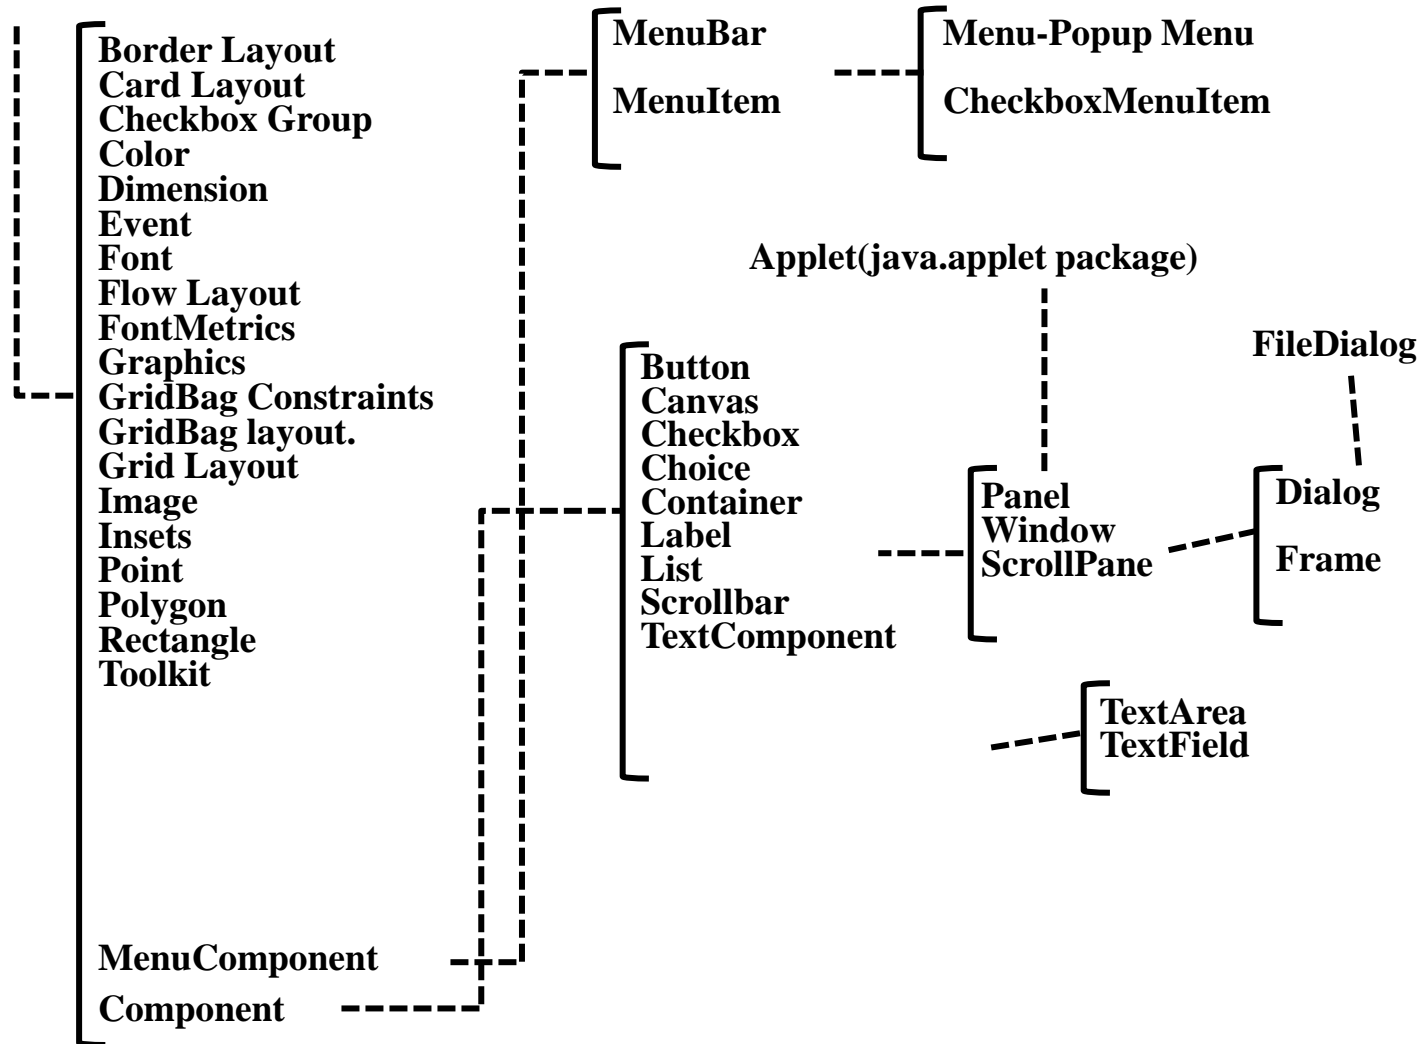 Border Layout
Card Layout
Checkbox Group
Color
Dimension
Event
Font
Flow Layout
FontMetrics
Graphics
GridBag Constraints
GridBag layout.
Grid Layout
Image
Insets
Point
Polygon
Rectangle
Toolkit
MenuComponent
Component
MenuBar
MenuItem
Menu-Popup Menu
CheckboxMenuItem
Applet(java.applet package)
Button
Canvas
Checkbox
Choice
Container
Label
List
Scrollbar
TextComponent
Panel
Window
ScrollPane
FileDialog
Dialog
Frame
TextArea
TextField